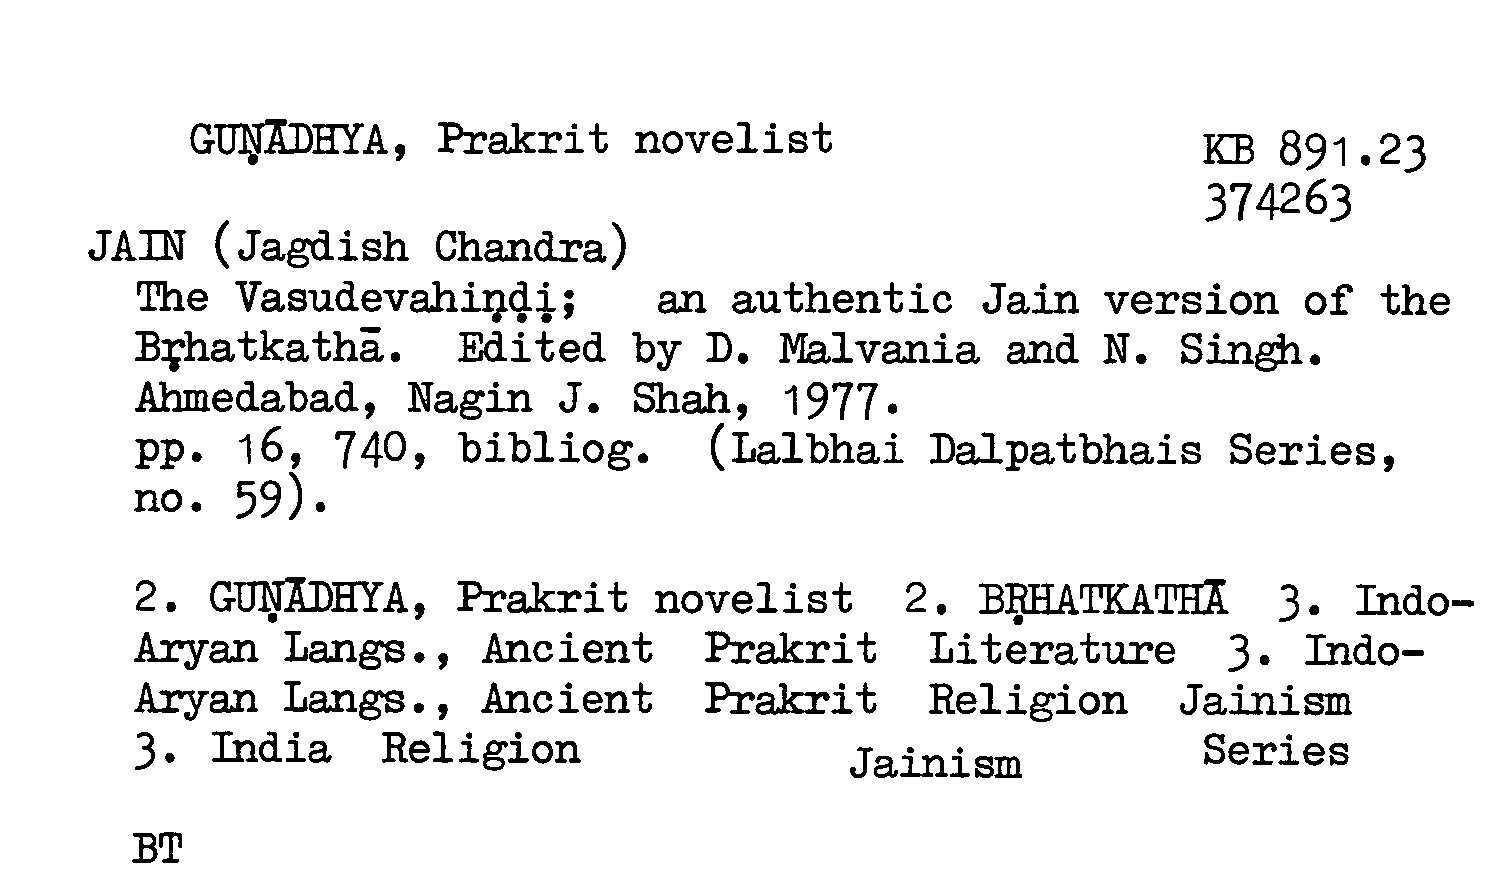 GUṆĀDHYA, Prakrit novelist
KB 891.23
374263
JAIN (Jagdish Chandra)
The Vasudevahiṇḍị; an authentic Jain version of the
Bṛhatkathā. Edited by D. Malvania and N. Singh.
Ahmedabad, Nagin J. Shah, 1977.
pp. 16, 740, bibliog. (Lalbhai Dalpatbhais Series,
no. 59).
2. GUṆĀDHYA, Prakrit novelist 2. BṚHATKATHĀ 3. Indo-
Aryan Langs., Ancient Prakrit Literature 3. Indo-
Aryan Langs., Ancient Prakrit Religion Jainism
3. India Religion Jainism Series
BT